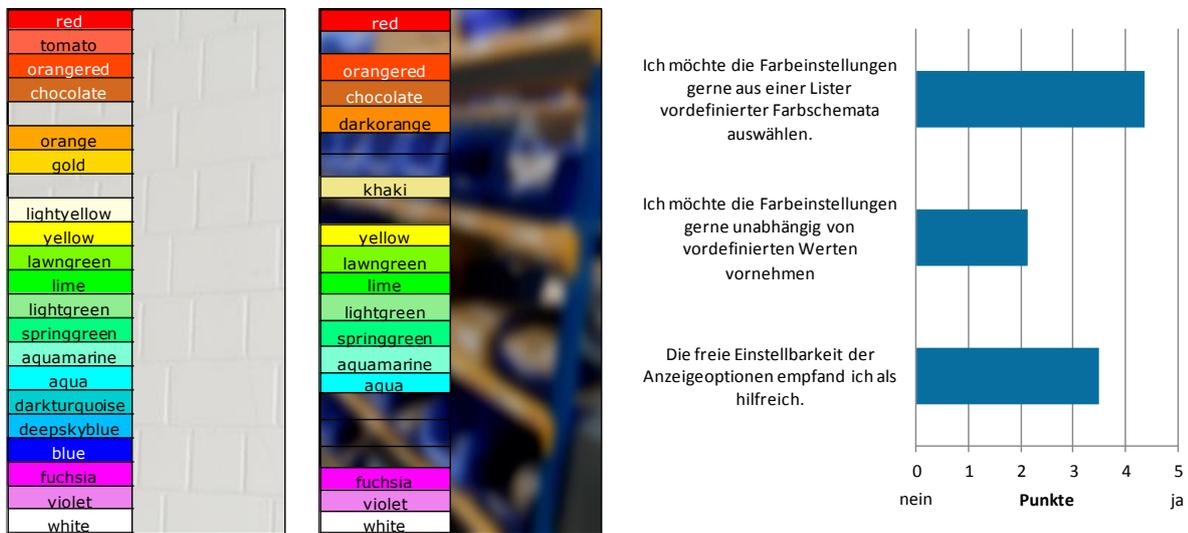 red
tomato
orangered
chocolate
orange
gold
lightyellow
yellow
lawngreen
lime
lightgreen
springgreen
aquamarine
aqua
darkturquoise
deepskyblue
blue
fuchsia
violet
white
red
orangered
chocolate
darkorange
khaki
yellow
lawngreen
lime
lightgreen
springgreen
aquamarine
aqua
fuchsia
violet
white
Ich möchte die Farbeinstellungen
gerne aus einer Lister
vordefinierter Farbschemata
auswählen.
Ich möchte die Farbeinstellungen
gerne unabhängig von
vordefinierten Werten
vornehmen
Die freie Einstellbarkeit der
Anzeigeoptionen empfand ich als
hilfreich.
0 1 2 3 4 5
nein Punkte ja